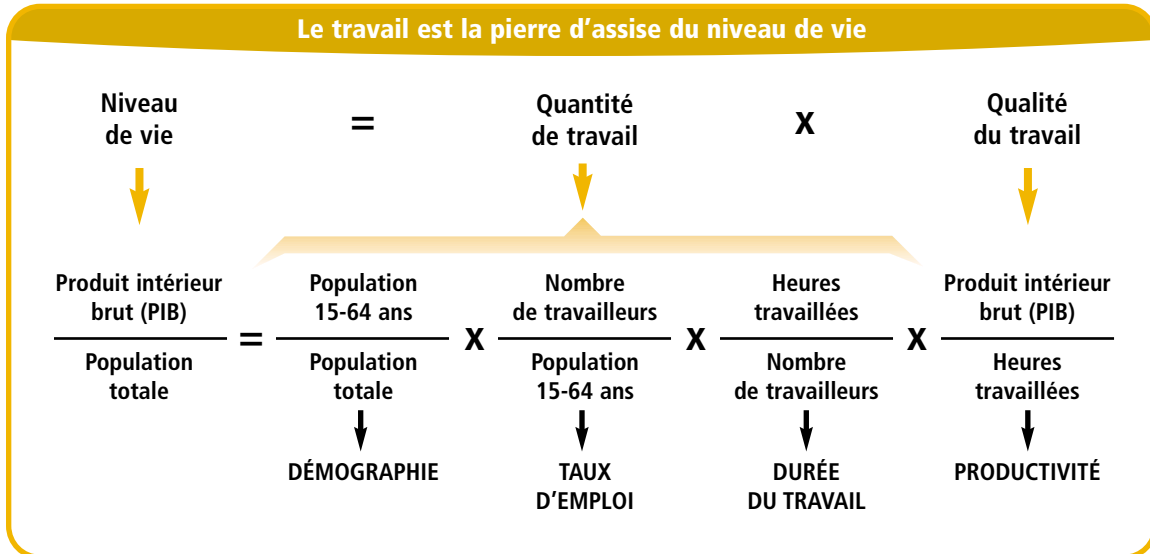 Le travail est la pierre d’assise du niveau de vie
Niveau
de vie
=
Quantité
de travail
x
Qualité
du travail
Produit intérieur
brut (PIB)
Population
totale
=
Population
15-64 ans
Population
totale
DÉMOGRAPHIE
x
Nombre
de travailleurs
Population
15-64 ans
TAUX
D’EMPLOI
x
Heures
travaillées
Nombre
de travailleurs
DURÉE
DU TRAVAIL
x
Produit intérieur
brut (PIB)
Heures
travaillées
PRODUCTIVITÉ